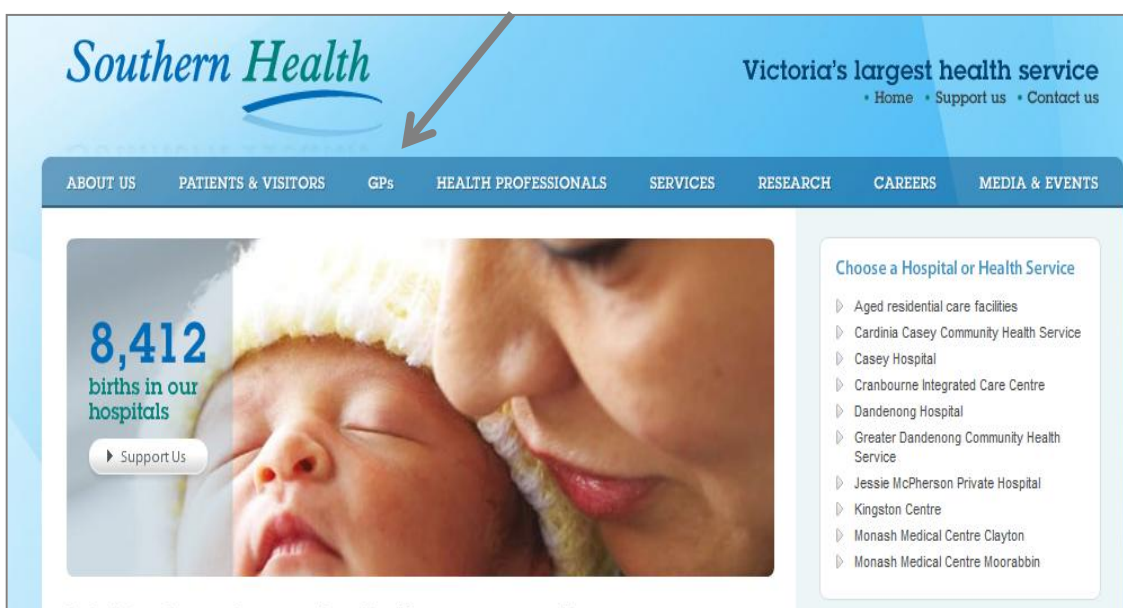 Southern Health
Victoria's largest health service
• Home • Support us • Contact us
ABOUT US PATIENTS & VISITORS GPs HEALTH PROFESSIONALS SERVICES RESEARCH CAREERS MEDIA & EVENTS
8,412
births in our
hospitals
Support Us
Choose a Hospital or Health Service
Aged residential care facilities
Cardinia Casey Community Health Service
Casey Hospital
Cranbourne Integrated Care Centre
Dandenong Hospital
Greater Dandenong Community Health
Service
Jessie McPherson Private Hospital
Kingston Centre
Monash Medical Centre Clayton
Monash Medical Centre Moorabbin